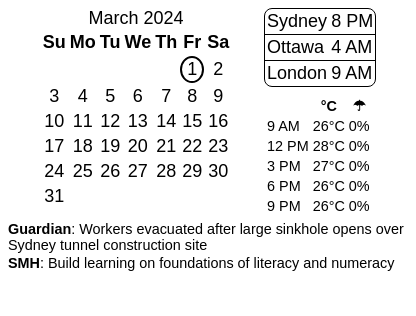 March 2024
Su Mo Tu We Th Fr Sa
1 2
3 4 5 6 7 8 9
10 11 12 13 14 15 16
17 18 19 20 21 22 23
24 25 26 27 28 29 30
31
Sydney 8 PM
Ottawa 4 AM
London 9 AM
°C ☂
9 AM 26°C 0%
12 PM 28°C 0%
3 PM 27°C 0%
6 PM 26°C 0%
9 PM 26°C 0%
Guardian: Workers evacuated after large sinkhole opens over
Sydney tunnel construction site
SMH: Build learning on foundations of literacy and numeracy